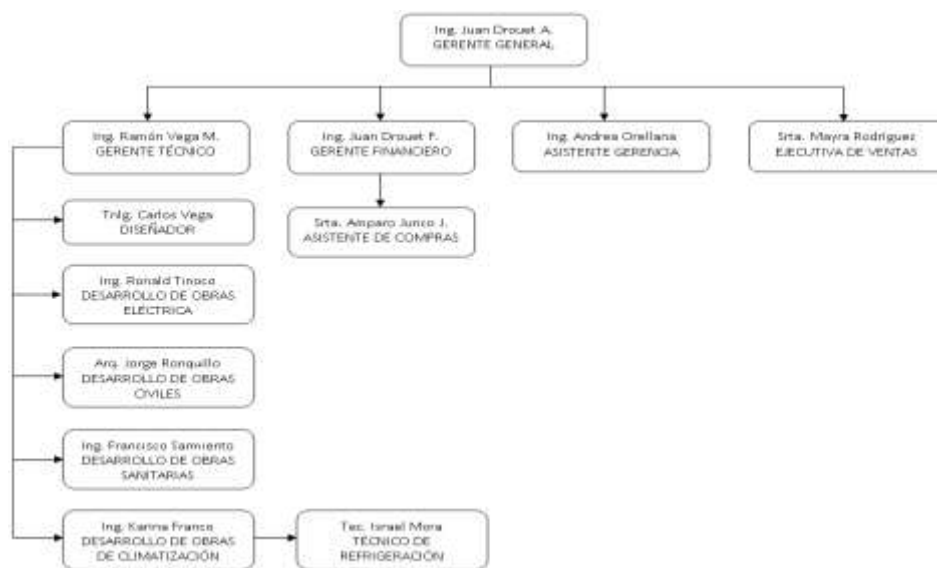 Ing. Juan Drouet A.
GERENTE GENERAL
Ing. Ramón Vega M.
GERENTE TÉCNICO
Ing. Juan Drouet F.
GERENTE FINANCIERO
Ing. Andrea Orellana
ASISTENTE GERENCIA
Srta. Mayra Rodríguez
EJECUTIVA DE VENTAS
Tnlg. Carlos Vega
DISEÑADOR
Srta. Amparo Junco J.
ASISTENTE DE COMPRAS
Ing. Ronald Tinoco
DESARROLLO DE OBRAS
ELÉCTRICA
Arq. Jorge Ronquillo
DESARROLLO DE OBRAS
CIVILES
Ing. Francisco Sarmiento
DESARROLLO DE OBRAS
SANITARIAS
Ing. Karina Franco
DESARROLLO DE OBRAS
DE CLIMATIZACIÓN
Tec. Israel Mora
TÉCNICO DE
REFRIGERACIÓN